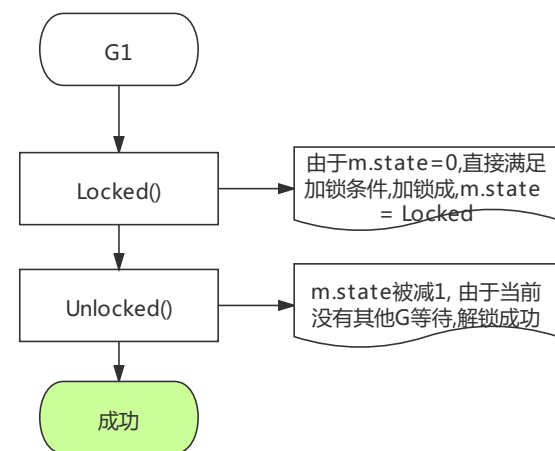 G1
Locked()
由于m.state=0,直接满足
加锁条件,加锁成,m.state
= Locked
Unlocked()
m.state被减1, 由于当前
没有其他G等待,解锁成功
成功